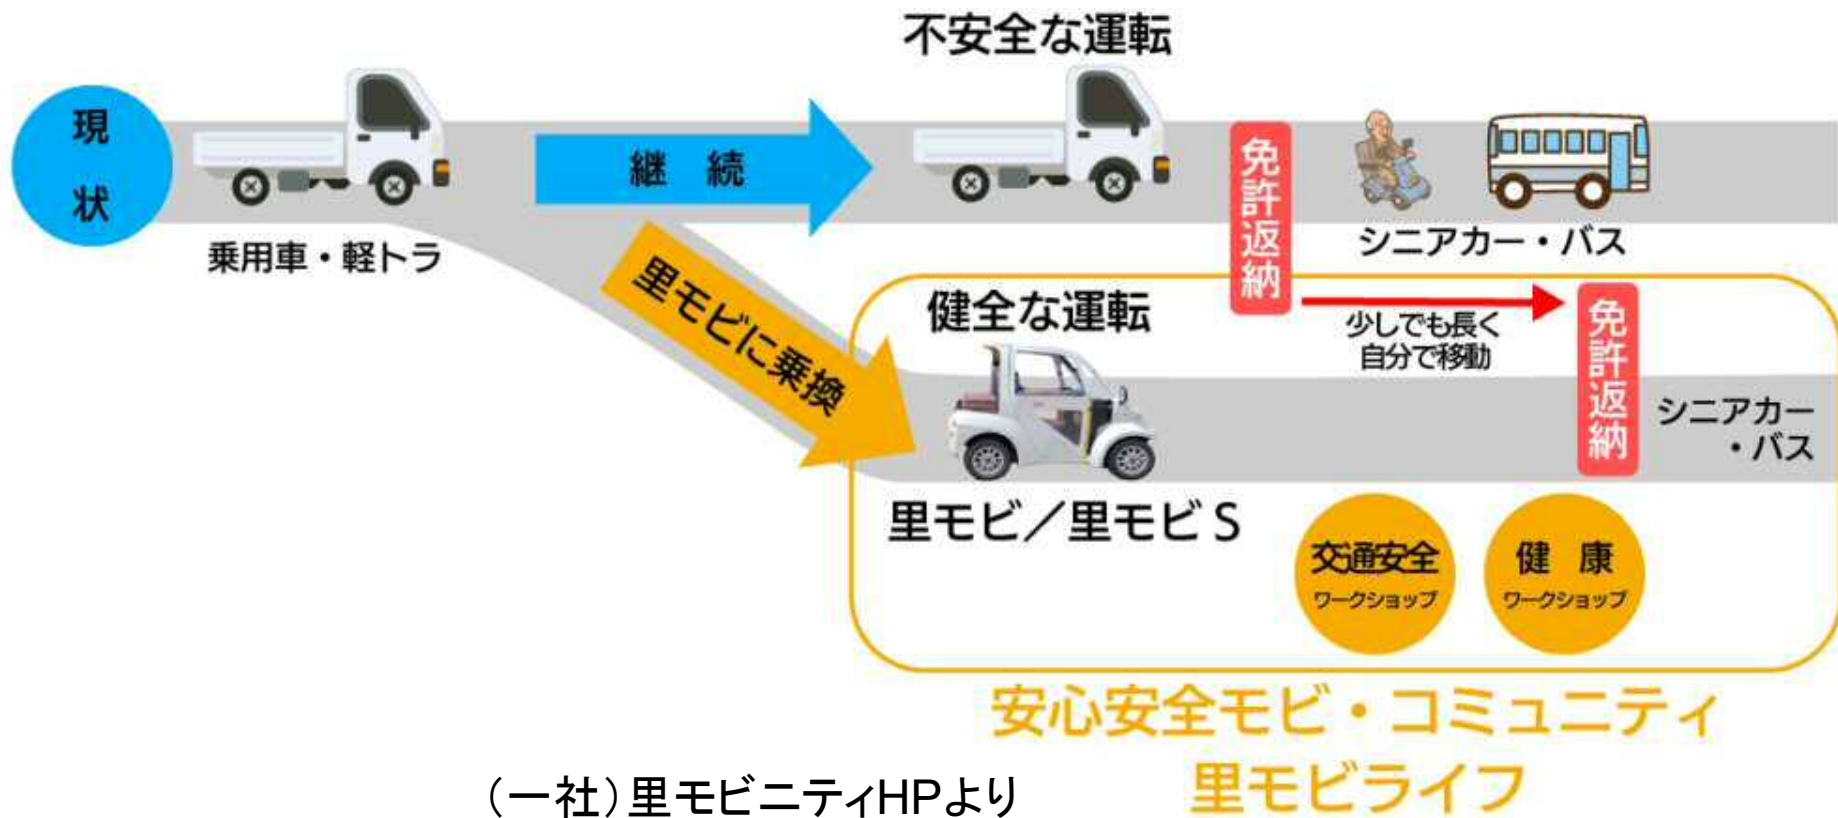 不安全な運転
現状
継続
乗用車・軽トラ
免許返納
シニアカー・バス
里モビに乗換
健全な運転
少しでも長く
自分で移動
免許返納
シニアカー
・バス
里モビ／里モビS
交通安全
ワークショップ
健康
ワークショップ
安心安全モビ・コミュニティ
里モビライフ
（一社）里モビニティHPより